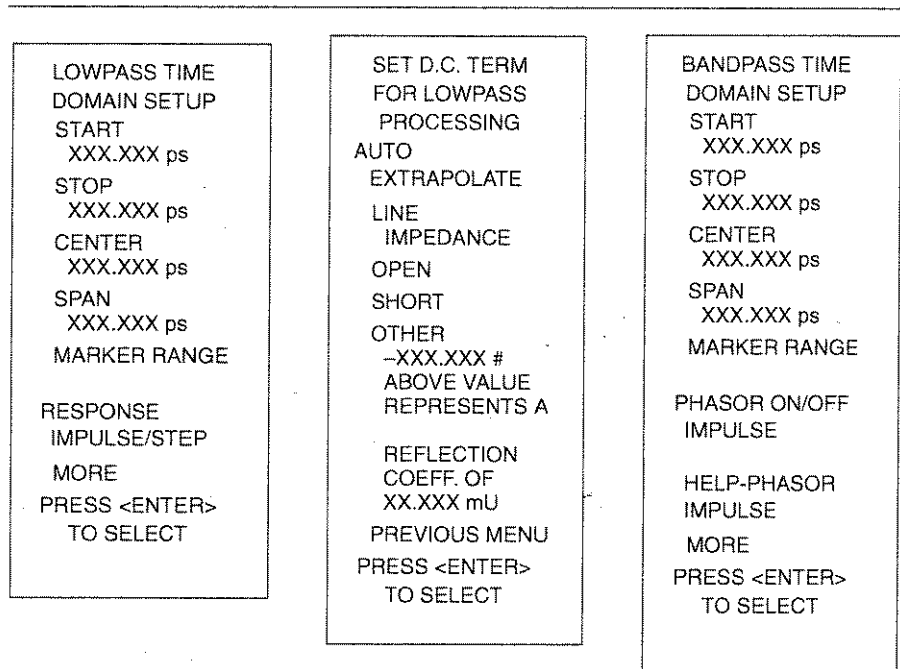 LOWPASS TIME
DOMAIN SETUP
START
XXX.XXX ps
STOP
XXX.XXX ps
CENTER
XXX.XXX ps
SPAN
XXX.XXX ps
MARKER RANGE
RESPONSE
IMPULSE/STEP
MORE
PRESS <ENTER>
TO SELECT
SET D.C. TERM
FOR LOWPASS
PROCESSING
AUTO
EXTRAPOLATE
LINE
IMPEDANCE
OPEN
SHORT
OTHER
–XXX.XXX #
ABOVE VALUE
REPRESENTS A
REFLECTION
COEFF. OF
XX.XXX mU
PREVIOUS MENU
PRESS <ENTER>
TO SELECT
BANDPASS TIME
DOMAIN SETUP
START
XXX.XXX ps
STOP
XXX.XXX ps
CENTER
XXX.XXX ps
SPAN
XXX.XXX ps
MARKER RANGE
PHASOR ON/OFF
IMPULSE
HELP-PHASOR
IMPULSE
MORE
PRESS <ENTER>
TO SELECT